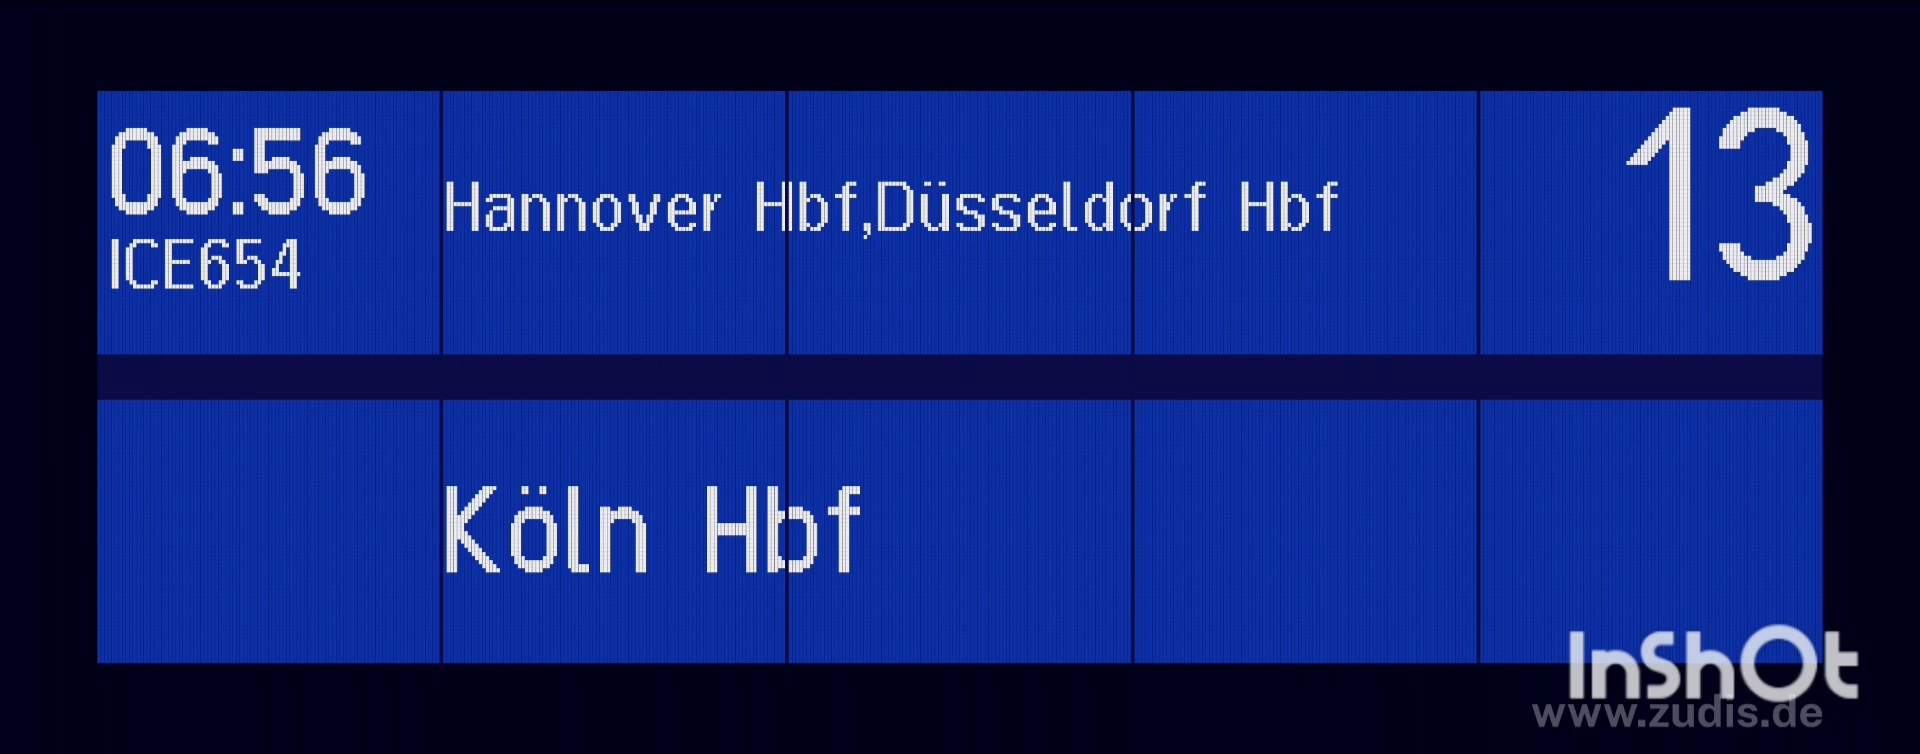 06:56
ICE654
Hannover Hbf,Düsseldorf Hbf
13
Köln Hbf
InShOt
www.zudis.de